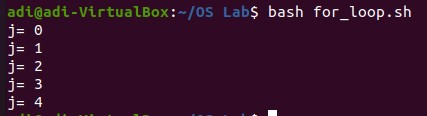 adi@adi-VirtualBox:~/OS Lab$ bash for_loop.sh
j= 0
j= 1
j= 2
j= 3
j= 4